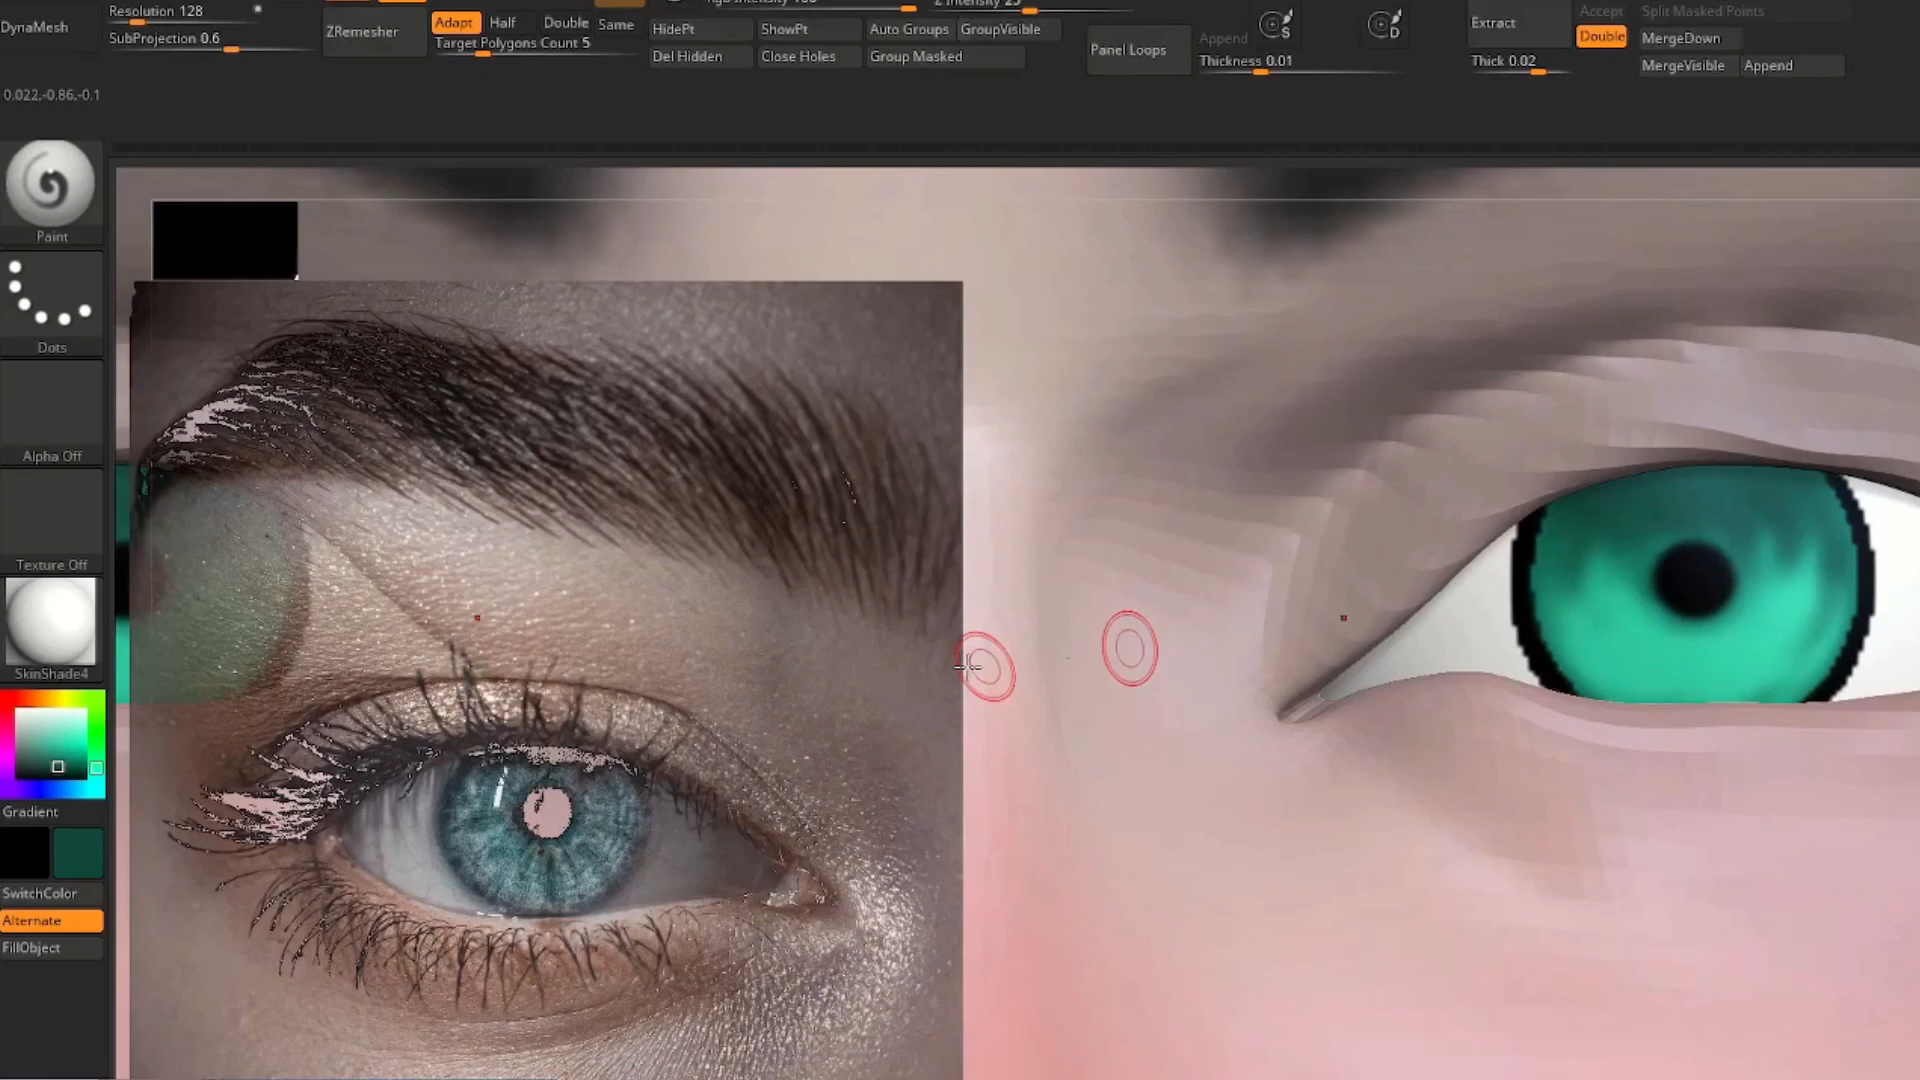 DynaMesh
Resolution 128
SubProjection 0.6
ZRemesher
Adapt Half Double Same
Target Polygons Count 5
HidePt ShowPt Auto Groups GroupVisible
Del Hidden Close Holes Group Masked
Panel Loops
Append
Thickness 0.01
S
D
Extract
Accept
Double
Thick 0.02
Split Masked Points
MergeDown
MergeVisible Append
0.022,-0.86,-0.1
Paint
Dots
Alpha Off
Texture Off
SkinShade4
Gradient
SwitchColor
Alternate
FillObject